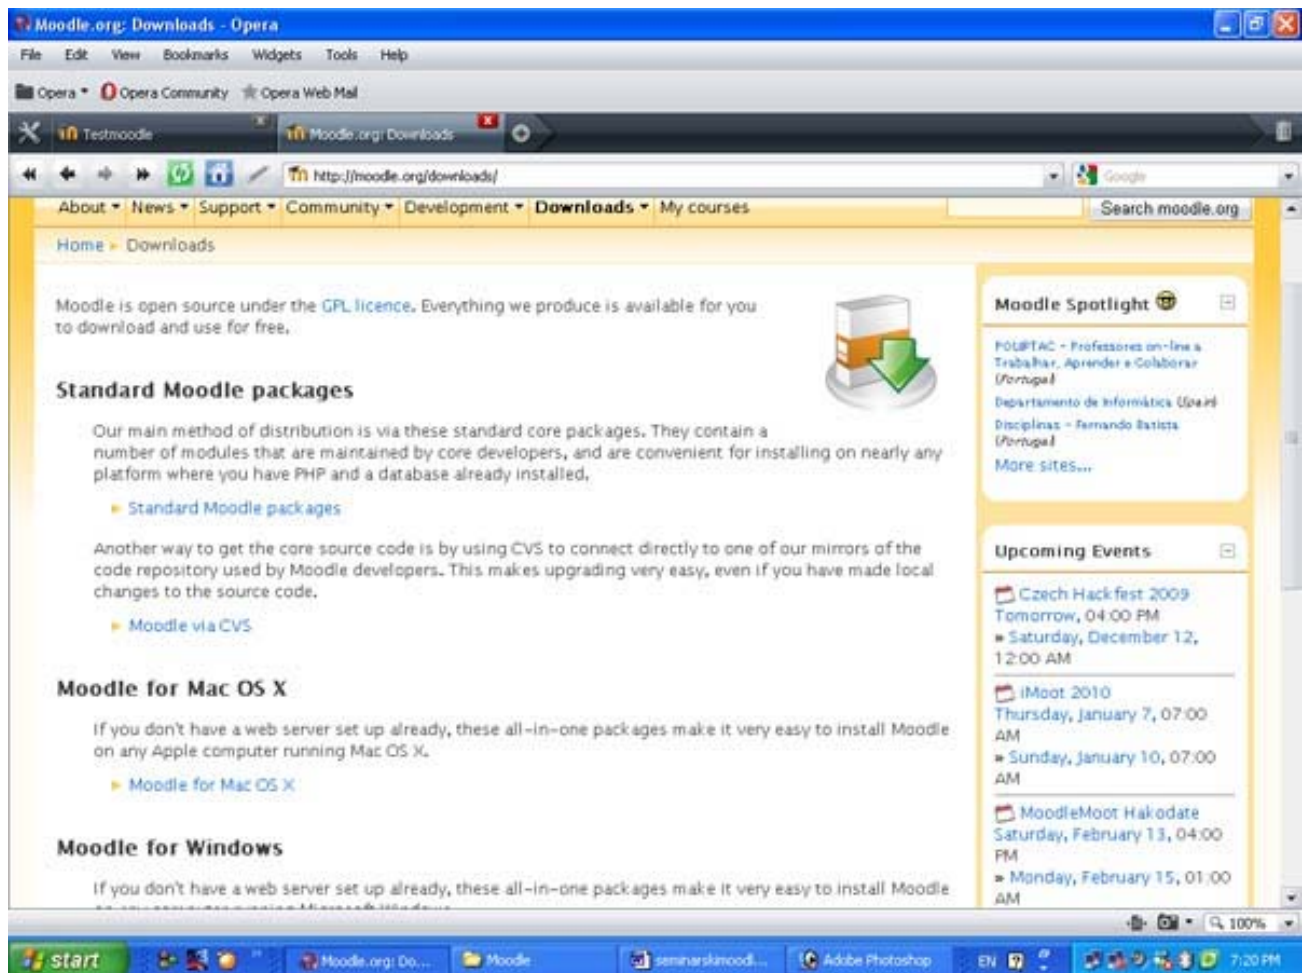 Moodle.org: Downloads - Opera
File Edit View Bookmarks Widgets Tools Help
Opera Opera Community Opera Web Mail
Testmoodle Moodle.org: Downloads
http://moodle.org/downloads/ Google
About News Support Community Development Downloads My courses Search moodle.org
Home Downloads
Moodle is open source under the GPL licence. Everything we produce is available for you
to download and use for free.
Standard Moodle packages
Our main method of distribution is via these standard core packages. They contain a
number of modules that are maintained by core developers, and are convenient for installing on nearly any
platform where you have PHP and a database already installed.
Standard Moodle packages
Another way to get the core source code is by using CVS to connect directly to one of our mirrors of the
code repository used by Moodle developers. This makes upgrading very easy, even if you have made local
changes to the source code.
Moodle via CVS
Moodle for Mac OS X
If you don't have a web server set up already, these all-in-one packages make it very easy to install Moodle
on any Apple computer running Mac OS X.
Moodle for Mac OS X
Moodle for Windows
If you don't have a web server set up already, these all-in-one packages make it very easy to install Moodle
Moodle Spotlight
- Professores on-line a
Trabalhar, Aprender e Colaborar
(Portugal)
Departamento de Informática (Spain)
Disciplinas - Fernando Batista
(Portugal)
More sites...
Upcoming Events
Czech Hackfest 2009
Tomorrow, 04:00 PM
» Saturday, December 12,
12:00 AM
iMoot 2010
Thursday, January 7, 07:00
AM
» Sunday, January 10, 07:00
AM
MoodleMoot Hakodate
Saturday, February 13, 04:00
PM
» Monday, February 15, 01:00
AM
100%
start Moodle.org: Do... Moodle seminarskimood... Adobe Photoshop EN 7:20 PM